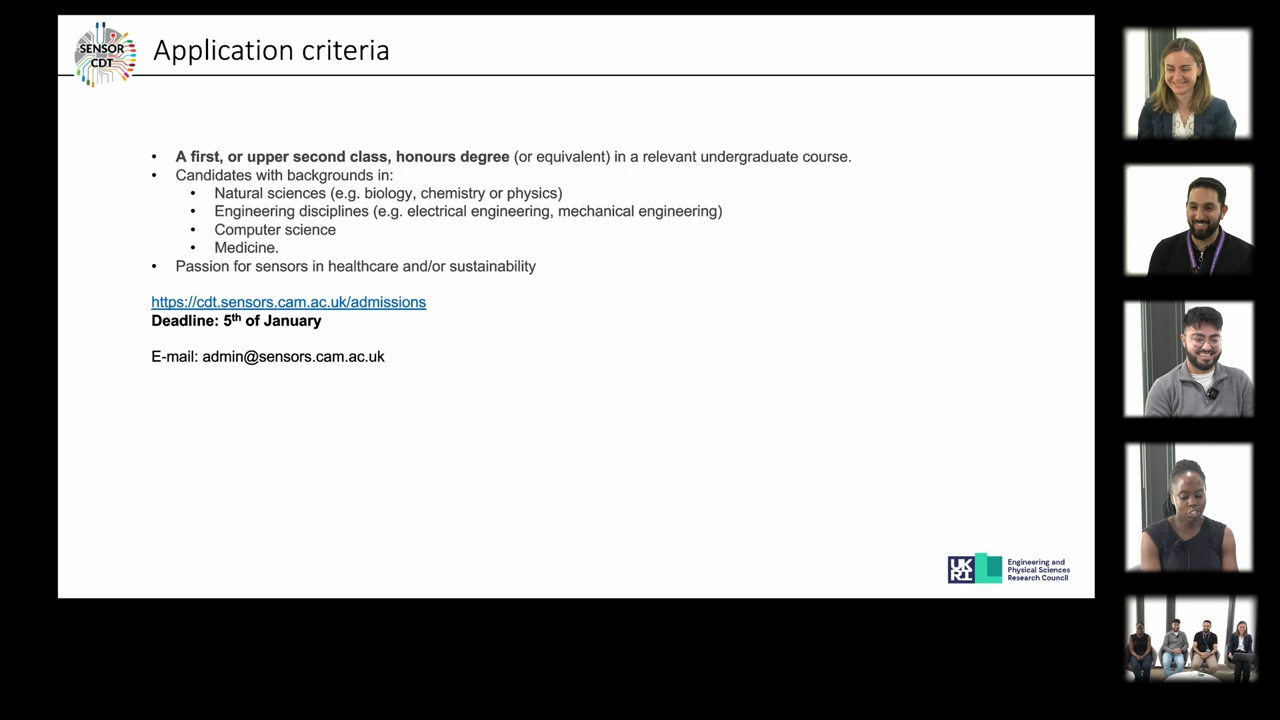 SENSOR
CDT
Application criteria
• A first, or upper second class, honours degree (or equivalent) in a relevant undergraduate course.
• Candidates with backgrounds in:
• Natural sciences (e.g. biology, chemistry or physics)
• Engineering disciplines (e.g. electrical engineering, mechanical engineering)
• Computer science
• Medicine.
• Passion for sensors in healthcare and/or sustainability
https://cdt.sensors.cam.ac.uk/admissions
Deadline: 5th of January
E-mail: admin@sensors.cam.ac.uk
UK
RI
Engineering and
Physical Sciences
Research Council